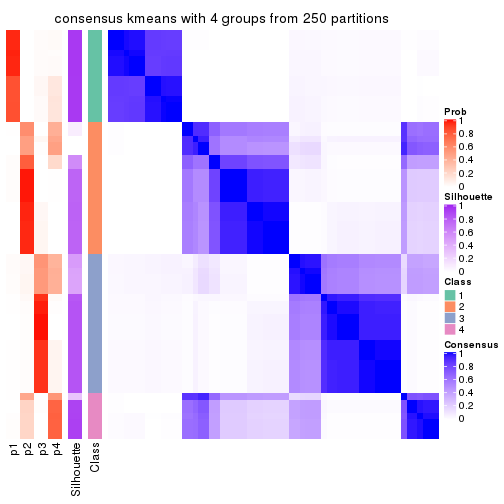 consensus kmeans with 4 groups from 250 partitions
Prob
1
0.8
0.6
0.4
0.2
0
Silhouette
1
0.8
0.6
0.4
0.2
0
Class
1
2
3
4
Consensus
1
0.8
0.6
0.4
0.2
0
p1
p2
p3
p4
Silhouette
Class